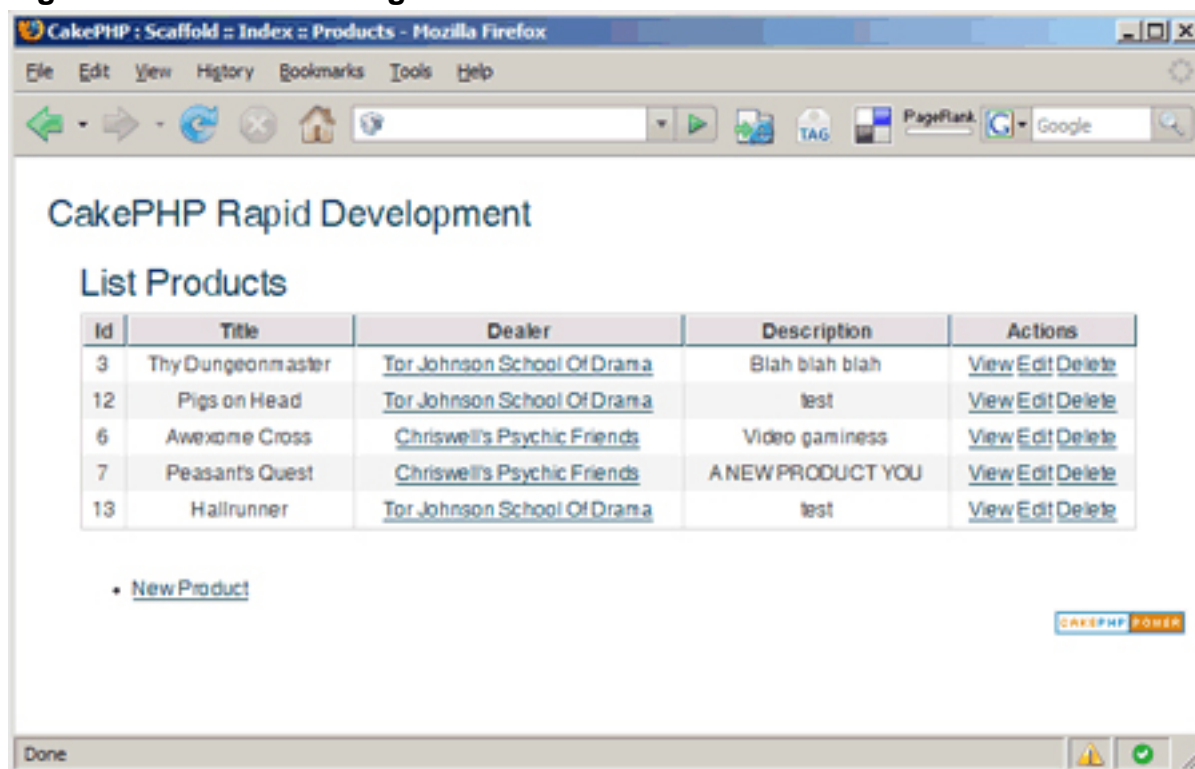 CakePHP : Scaffold :: Index :: Products - Mozilla Firefox
File Edit View History Bookmarks Tools Help
TAG PageRank Google
CakePHP Rapid Development
List Products
Id Title Dealer Description Actions
3 Thy Dungeonmaster Tor Johnson School Of Drama Blah blah blah View Edit Delete
12 Pigs on Head Tor Johnson School Of Drama test View Edit Delete
6 Awexome Cross Chriswell's Psychic Friends Video gaminess View Edit Delete
7 Peasant's Quest Chriswell's Psychic Friends A NEW PRODUCT YOU View Edit Delete
13 Hallrunner Tor Johnson School Of Drama test View Edit Delete
• New Product
CAKEPHP POWER
Done